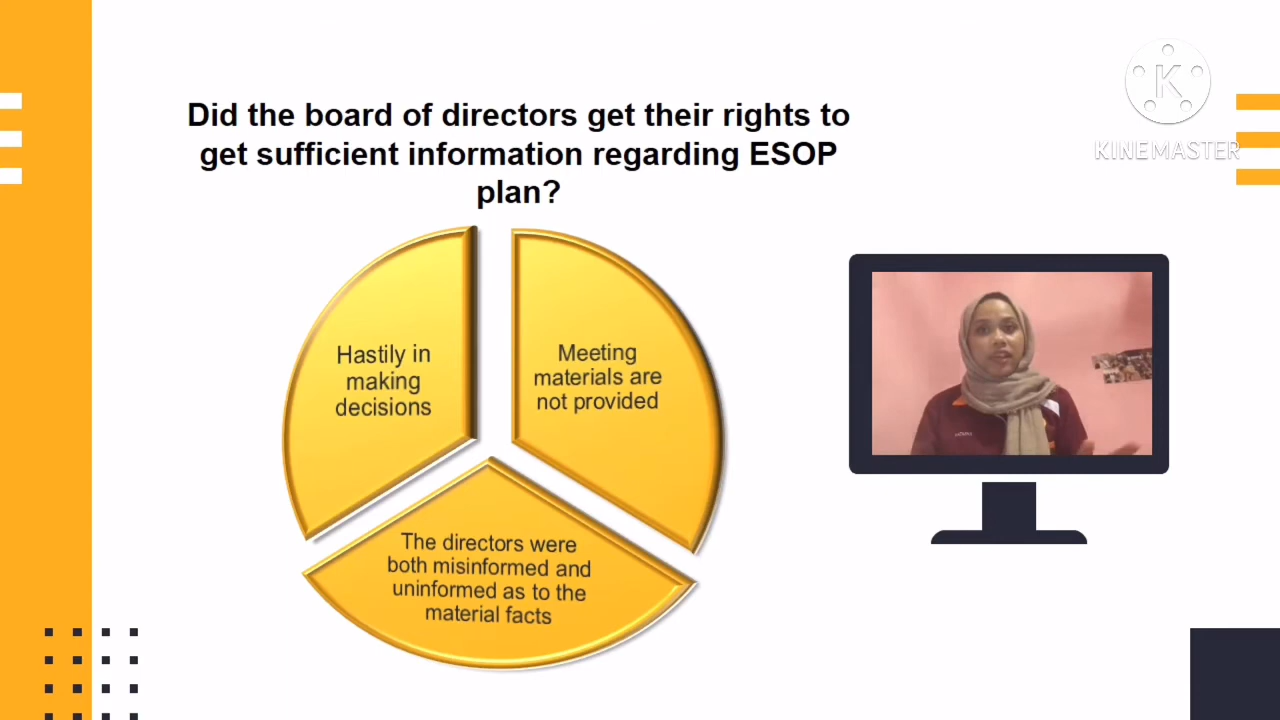 Did the board of directors get their rights to
get sufficient information regarding ESOP
plan?
K
KINEMASTER
Hastily in
making
decisions
Meeting
materials are
not provided
The directors were
both misinformed and
uninformed as to the
material facts